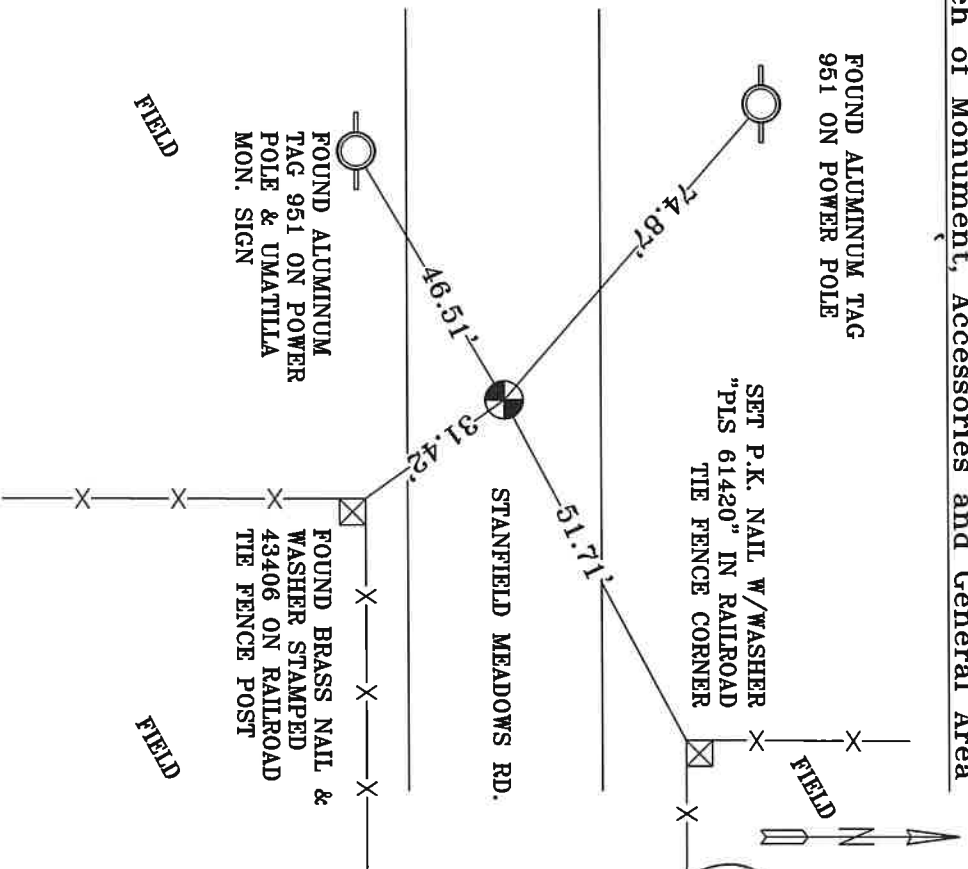 of Monument, Accessories and General Area
FOUND ALUMINUM TAG
951 ON POWER POLE
74.87'
SET P.K. NAIL W/WASHER
"PLS 61420" IN RAILROAD
TIE FENCE CORNER
FIELD
N
51.71'
STANFIELD MEADOWS RD.
46.51'
31.42'
FOUND ALUMINUM
TAG 951 ON POWER
POLE & UMATILLA
MON. SIGN
FOUND BRASS NAIL &
WASHER STAMPED
43406 ON RAILROAD
TIE FENCE POST
FIELD
FIELD